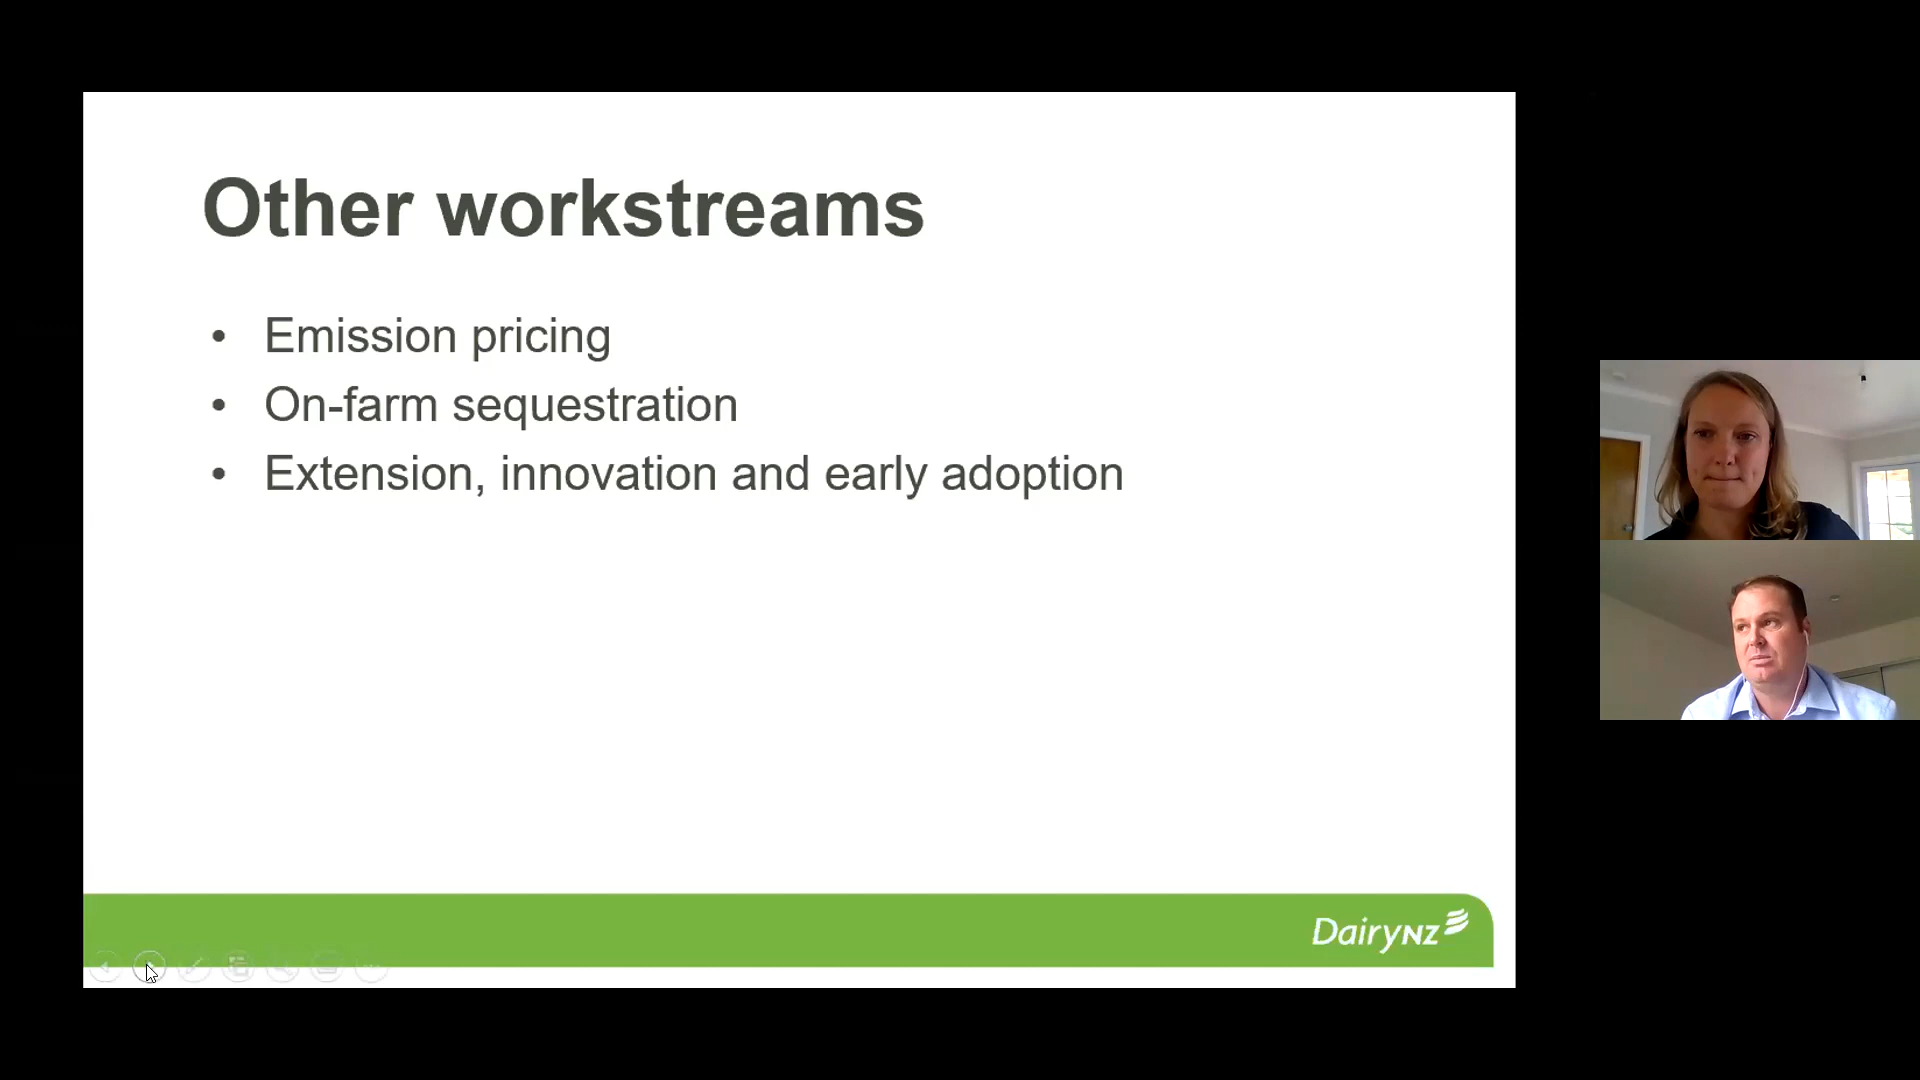 Other workstreams
• Emission pricing
• On-farm sequestration
• Extension, innovation and early adoption
DairyNZ